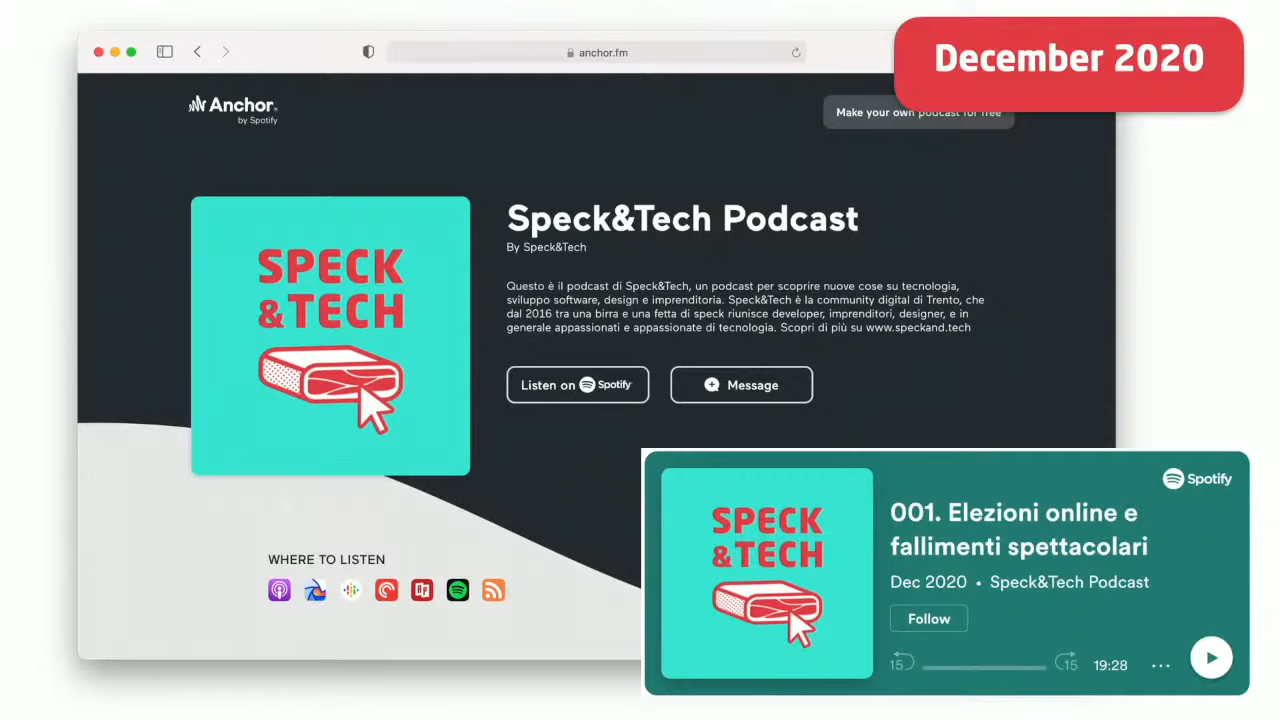 December 2020
anchor.fm
Anchor
by Spotify
Make your own podcast for free
SPECK
&TECH
Speck&Tech Podcast
By Speck&Tech
Questo è il podcast di Speck&Tech, un podcast per scoprire nuove cose su tecnologia,
sviluppo software, design e imprenditoria. Speck&Tech è la community digital di Trento, che
dal 2016 tra una birra e una fetta di speck riunisce developer, imprenditori, designer, e in
generale appassionati e appassionate di tecnologia. Scopri di più su www.speckand.tech
Listen on Spotify
Message
WHERE TO LISTEN
SPECK
&TECH
Spotify
001. Elezioni online e
fallimenti spettacolari
Dec 2020 • Speck&Tech Podcast
Follow
15
15
19:28